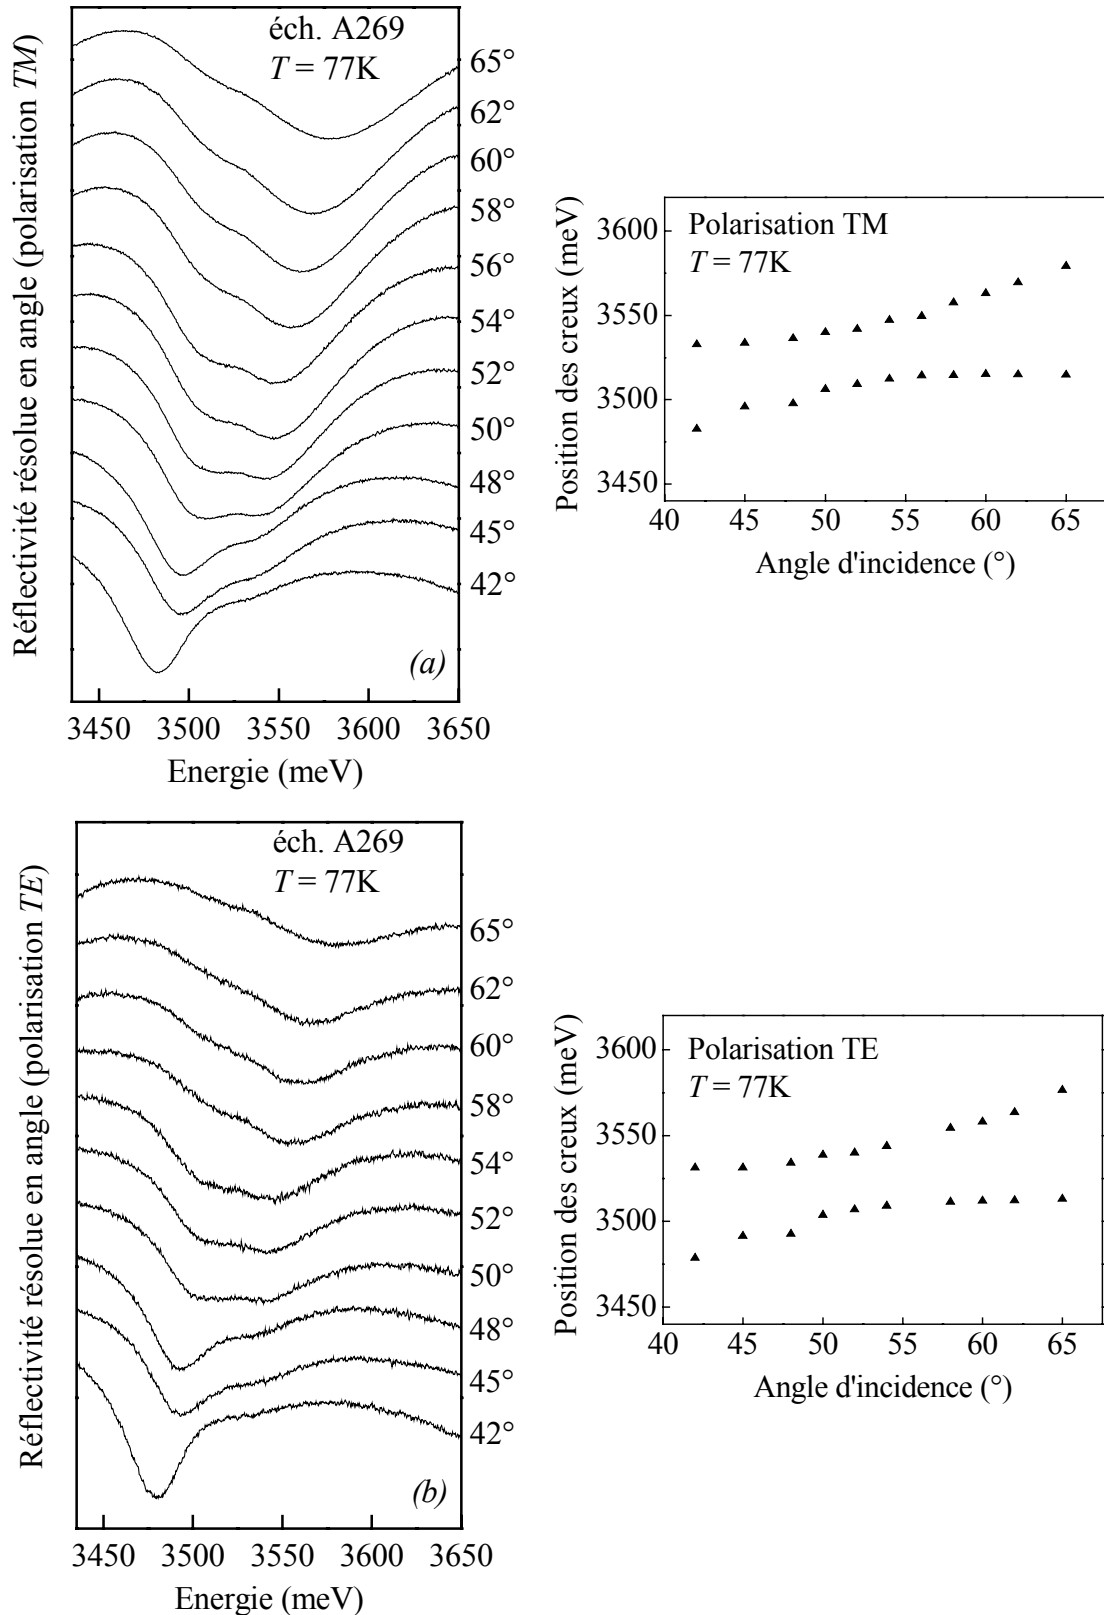 Réflectivité résolue en angle (polarisation TM)
éch. A269
T = 77K
65°
62°
60°
58°
56°
54°
52°
50°
48°
45°
42°
(a)
3450 3500 3550 3600 3650
Energie (meV)
Position des creux (meV)
Polarisation TM
T = 77K
3600
3550
3500
3450
40 45 50 55 60 65
Angle d'incidence (°)
Réflectivité résolue en angle (polarisation TE)
éch. A269
T = 77K
65°
62°
60°
58°
54°
52°
50°
48°
45°
42°
(b)
3450 3500 3550 3600 3650
Energie (meV)
Position des creux (meV)
Polarisation TE
T = 77K
3600
3550
3500
3450
40 45 50 55 60 65
Angle d'incidence (°)